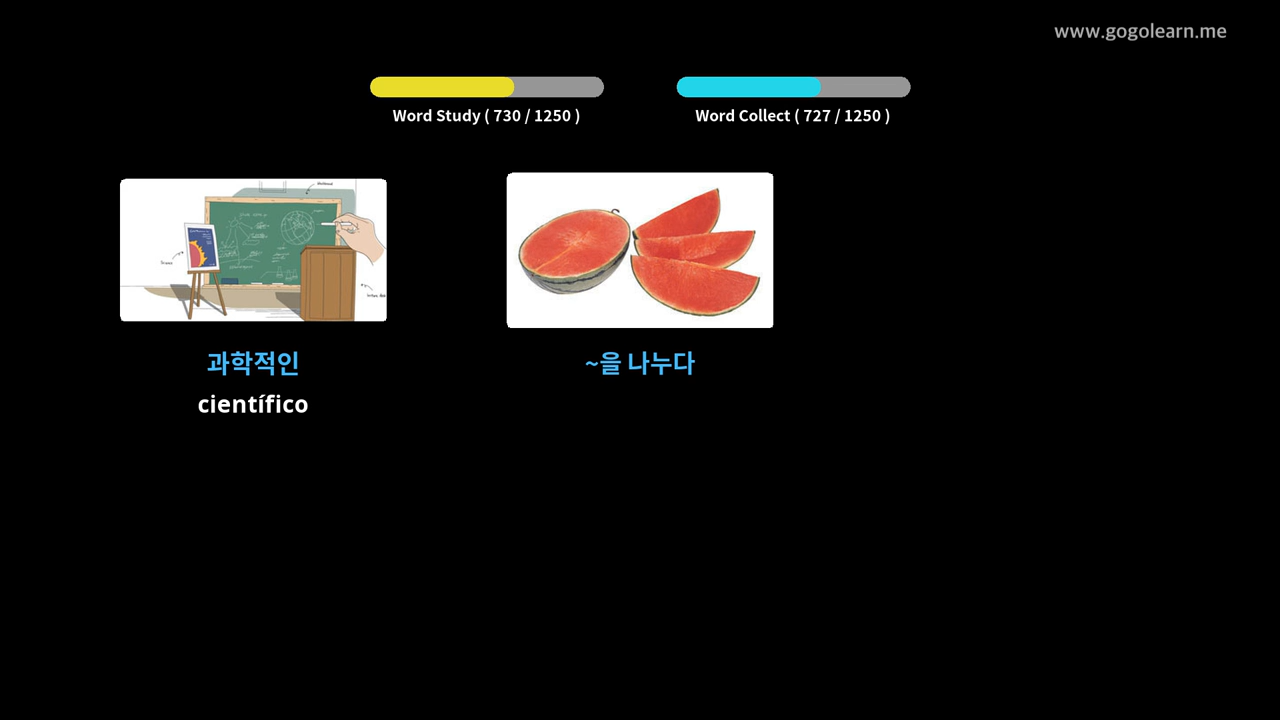 www.gogolearn.me
Word Study ( 730 / 1250 )
Word Collect ( 727 / 1250 )
과학적인
científico
~을 나누다